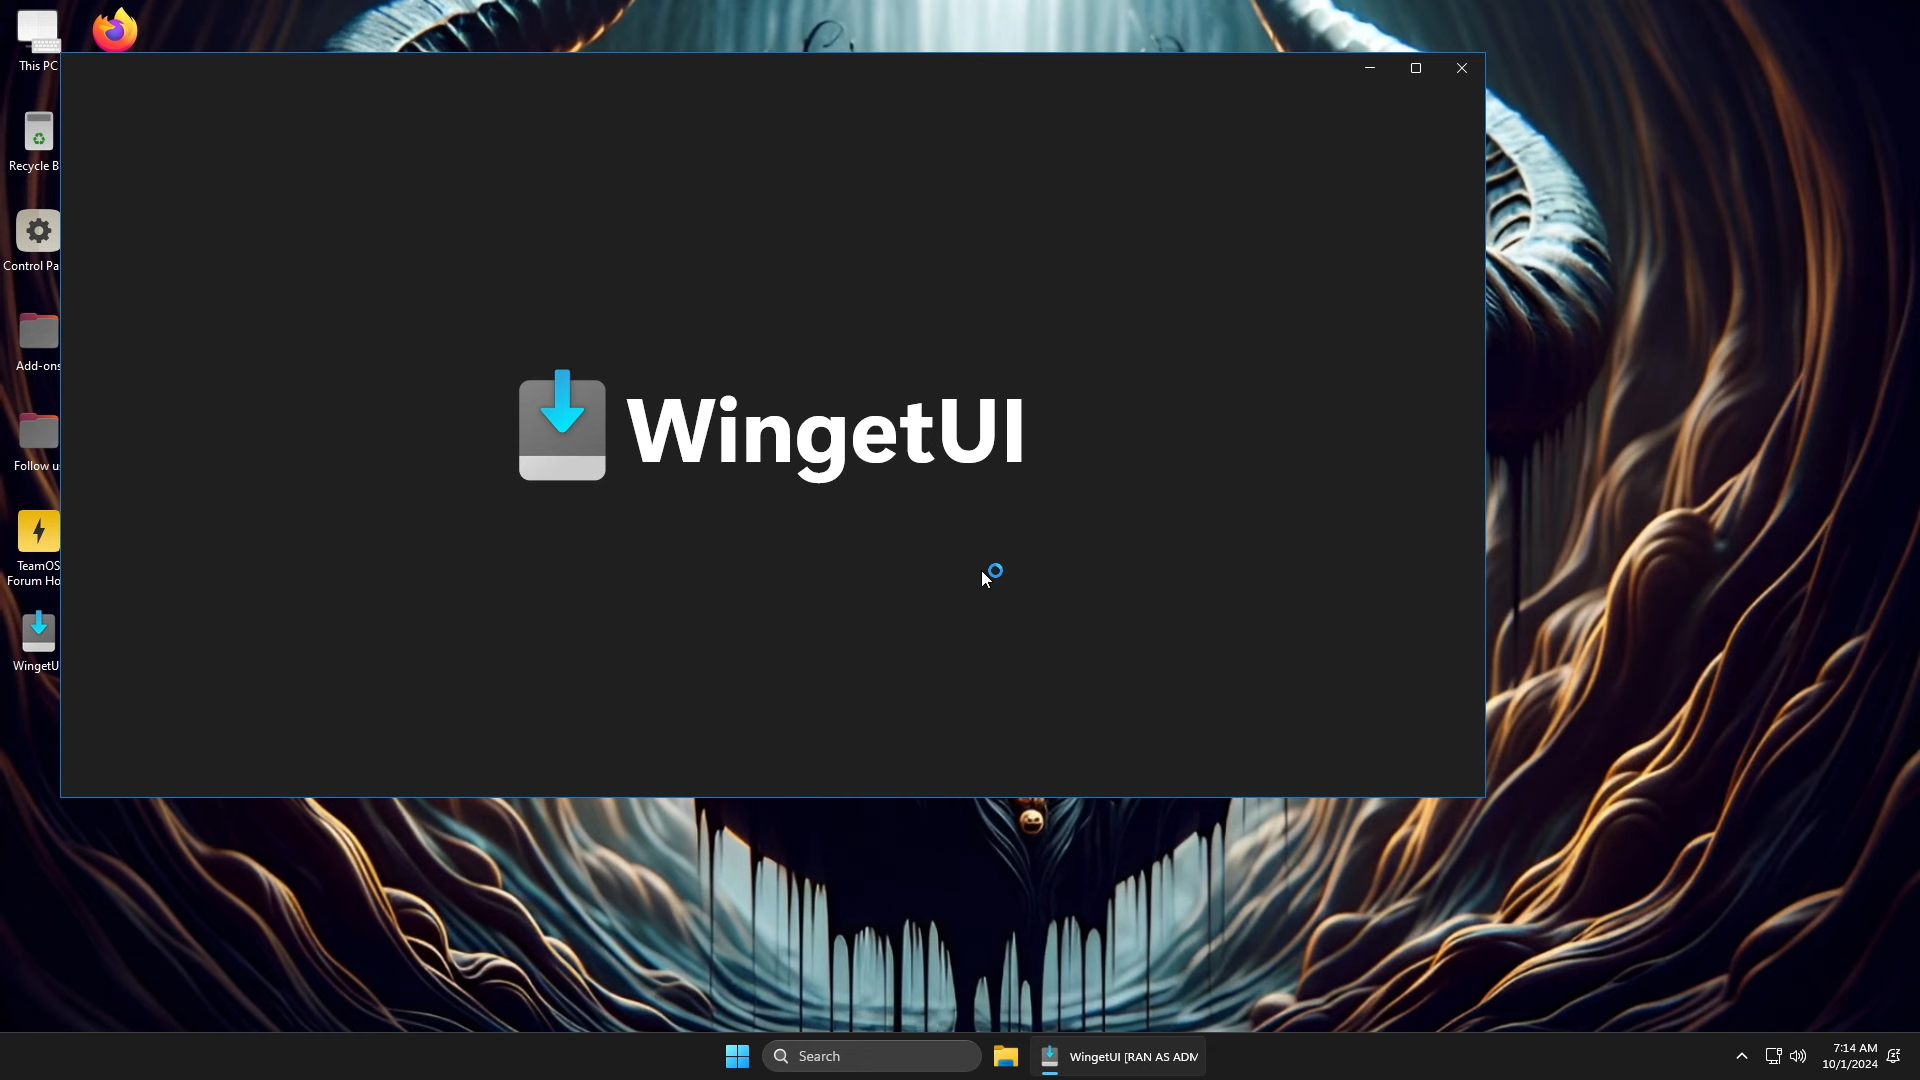 This PC
Recycle B
Control Pa
Add-ons
Follow u
TeamOS
Forum Ho
WingetU
WingetUI
Search
WingetUI [RAN AS ADM
7:14 AM
10/1/2024